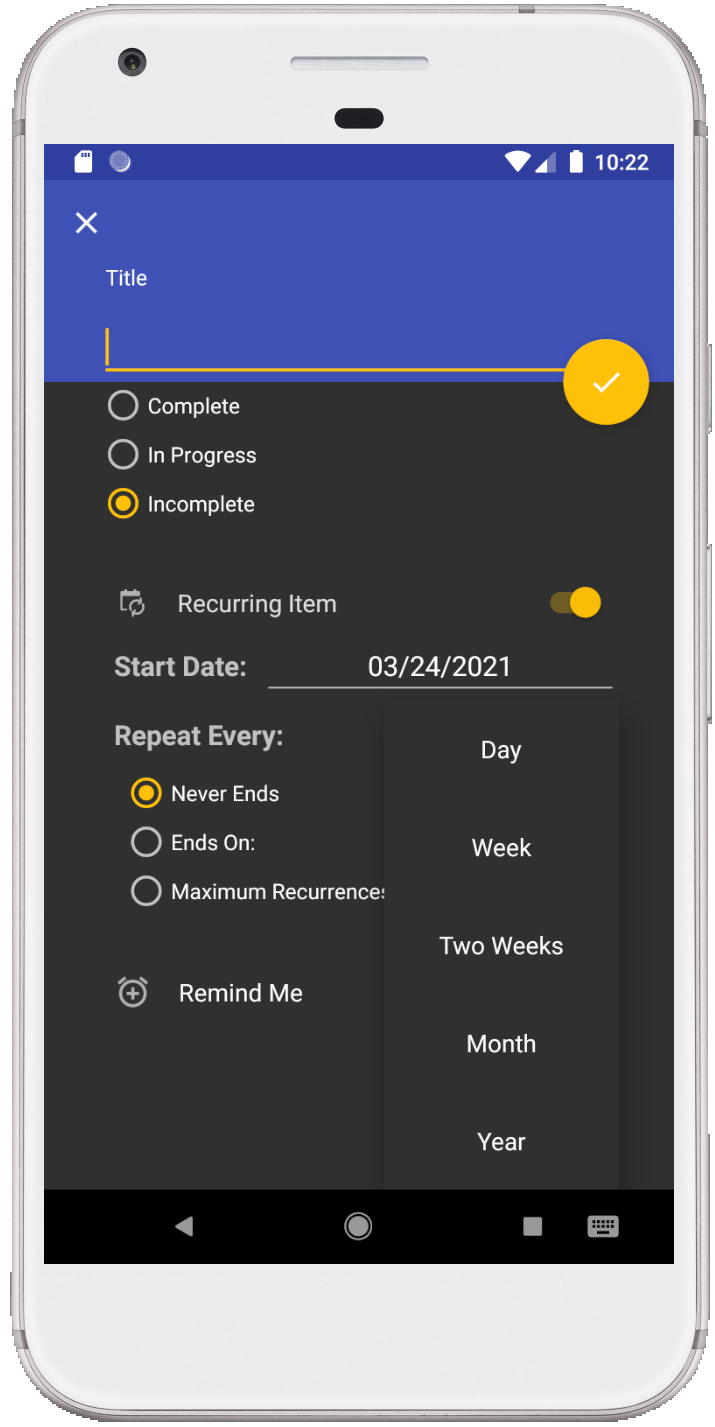 10:22
Title
Complete
In Progress
Incomplete
Recurring Item
Start Date: 03/24/2021
Repeat Every:
Day
Never Ends
Ends On:
Week
Maximum Recurrences
Two Weeks
Remind Me
Month
Year